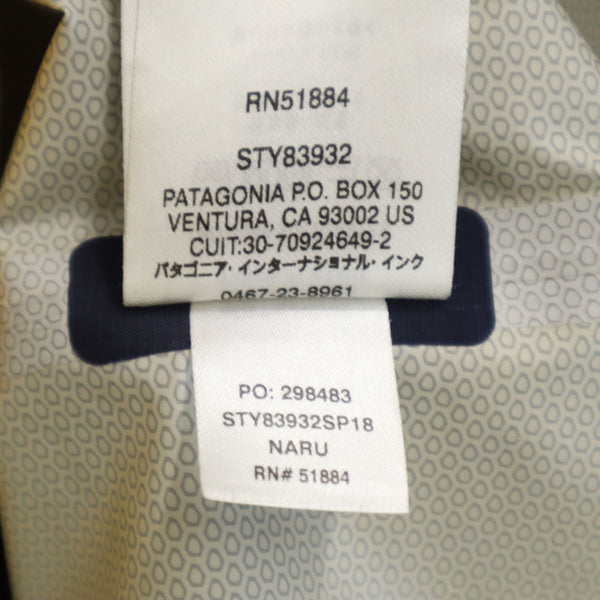 RN51884
STY83932
PATAGONIA P.O. BOX 150
VENTURA, CA 93002 US
CUIT:30-70924649-2
パタゴニア・インターナショナル・インク
0467-23-8961
PO: 298483
STY83932SP18
NARU
RN# 51884